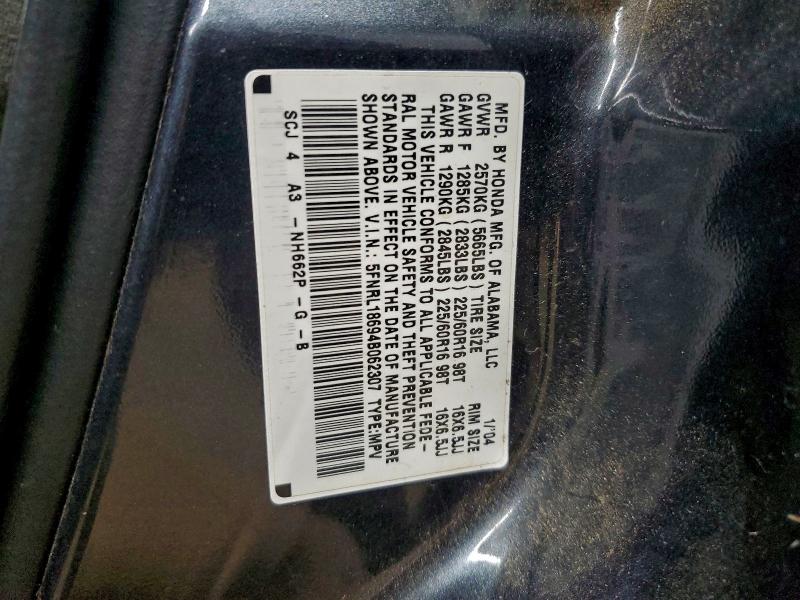 MFD. BY HONDA MFG. OF ALABAMA, LLC 1/'04
GVWR 2570KG (5665LBS) TIRE SIZE RIM SIZE
GAWR F 1285KG (2833LBS) 225/60R16 98T 16X6.5JJ
GAWR R 1290KG (2845LBS) 225/60R16 98T 16X6.5JJ
THIS VEHICLE CONFORMS TO ALL APPLICABLE FEDE-
RAL MOTOR VEHICLE SAFETY AND THEFT PREVENTION
STANDARDS IN EFFECT ON THE DATE OF MANUFACTURE
SHOWN ABOVE. V.I.N.: 5FNRL18694B062307 TYPE:MPV
SCJ 4 A3 - NH662P - G - B